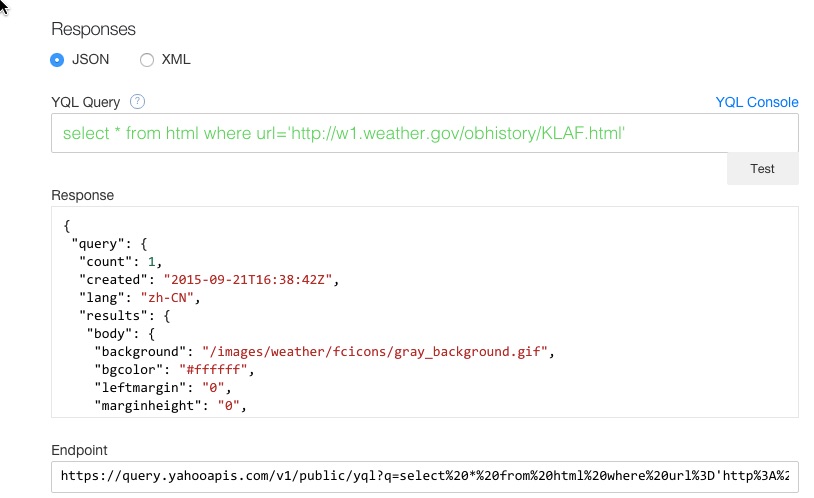 Responses
JSON XML
YQL Query ? YQL Console
select * from html where url='http://w1.weather.gov/obhistory/KLAF.html'
Test
Response
{
"query": {
"count": 1,
"created": "2015-09-21T16:38:42Z",
"lang": "zh-CN",
"results": {
"body": {
"background": "/images/weather/fcicons/gray_background.gif",
"bgcolor": "#ffffff",
"leftmargin": "0",
"marginheight": "0",
Endpoint
https://query.yahooapis.com/v1/public/yql?q=select%20*%20from%20html%20where%20url%3D'http%3A%2